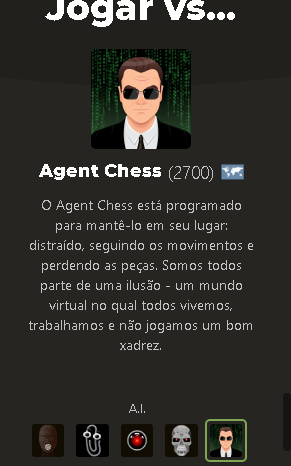 Jogar vs...
Agent Chess (2700)
O Agent Chess está programado
para mantê-lo em seu lugar:
distraído, seguindo os movimentos e
perdendo as peças. Somos todos
parte de uma ilusão - um mundo
virtual no qual todos vivemos,
trabalhamos e não jogamos um bom
xadrez.
A.I.